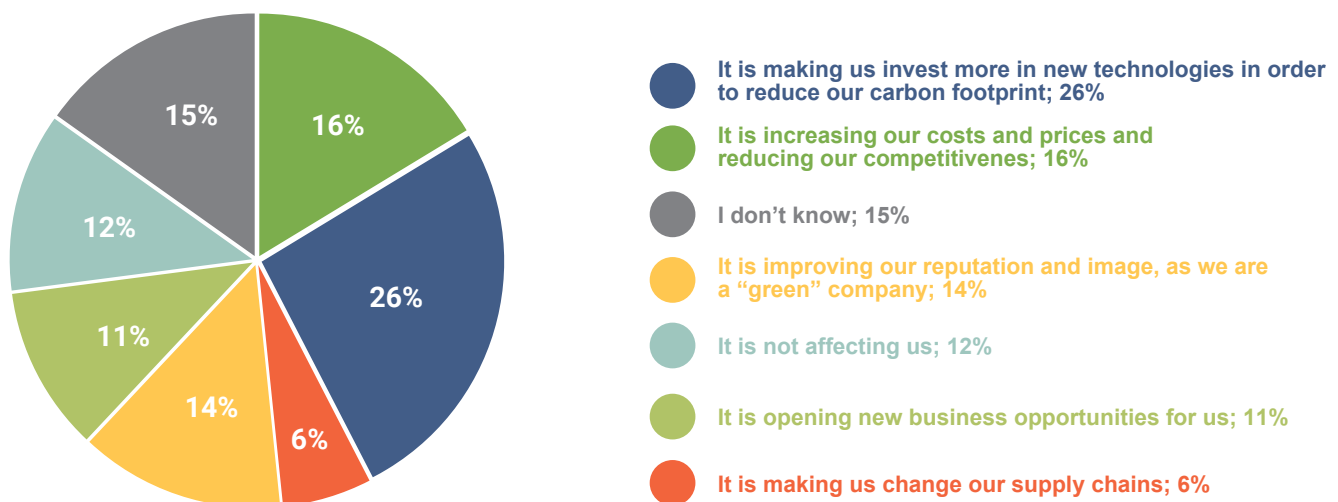 15%
16%
12%
26%
11%
14%
6%
It is making us invest more in new technologies in order
to reduce our carbon footprint; 26%
It is increasing our costs and prices and
reducing our competitivenes; 16%
I don’t know; 15%
It is improving our reputation and image, as we are
a “green” company; 14%
It is not affecting us; 12%
It is opening new business opportunities for us; 11%
It is making us change our supply chains; 6%